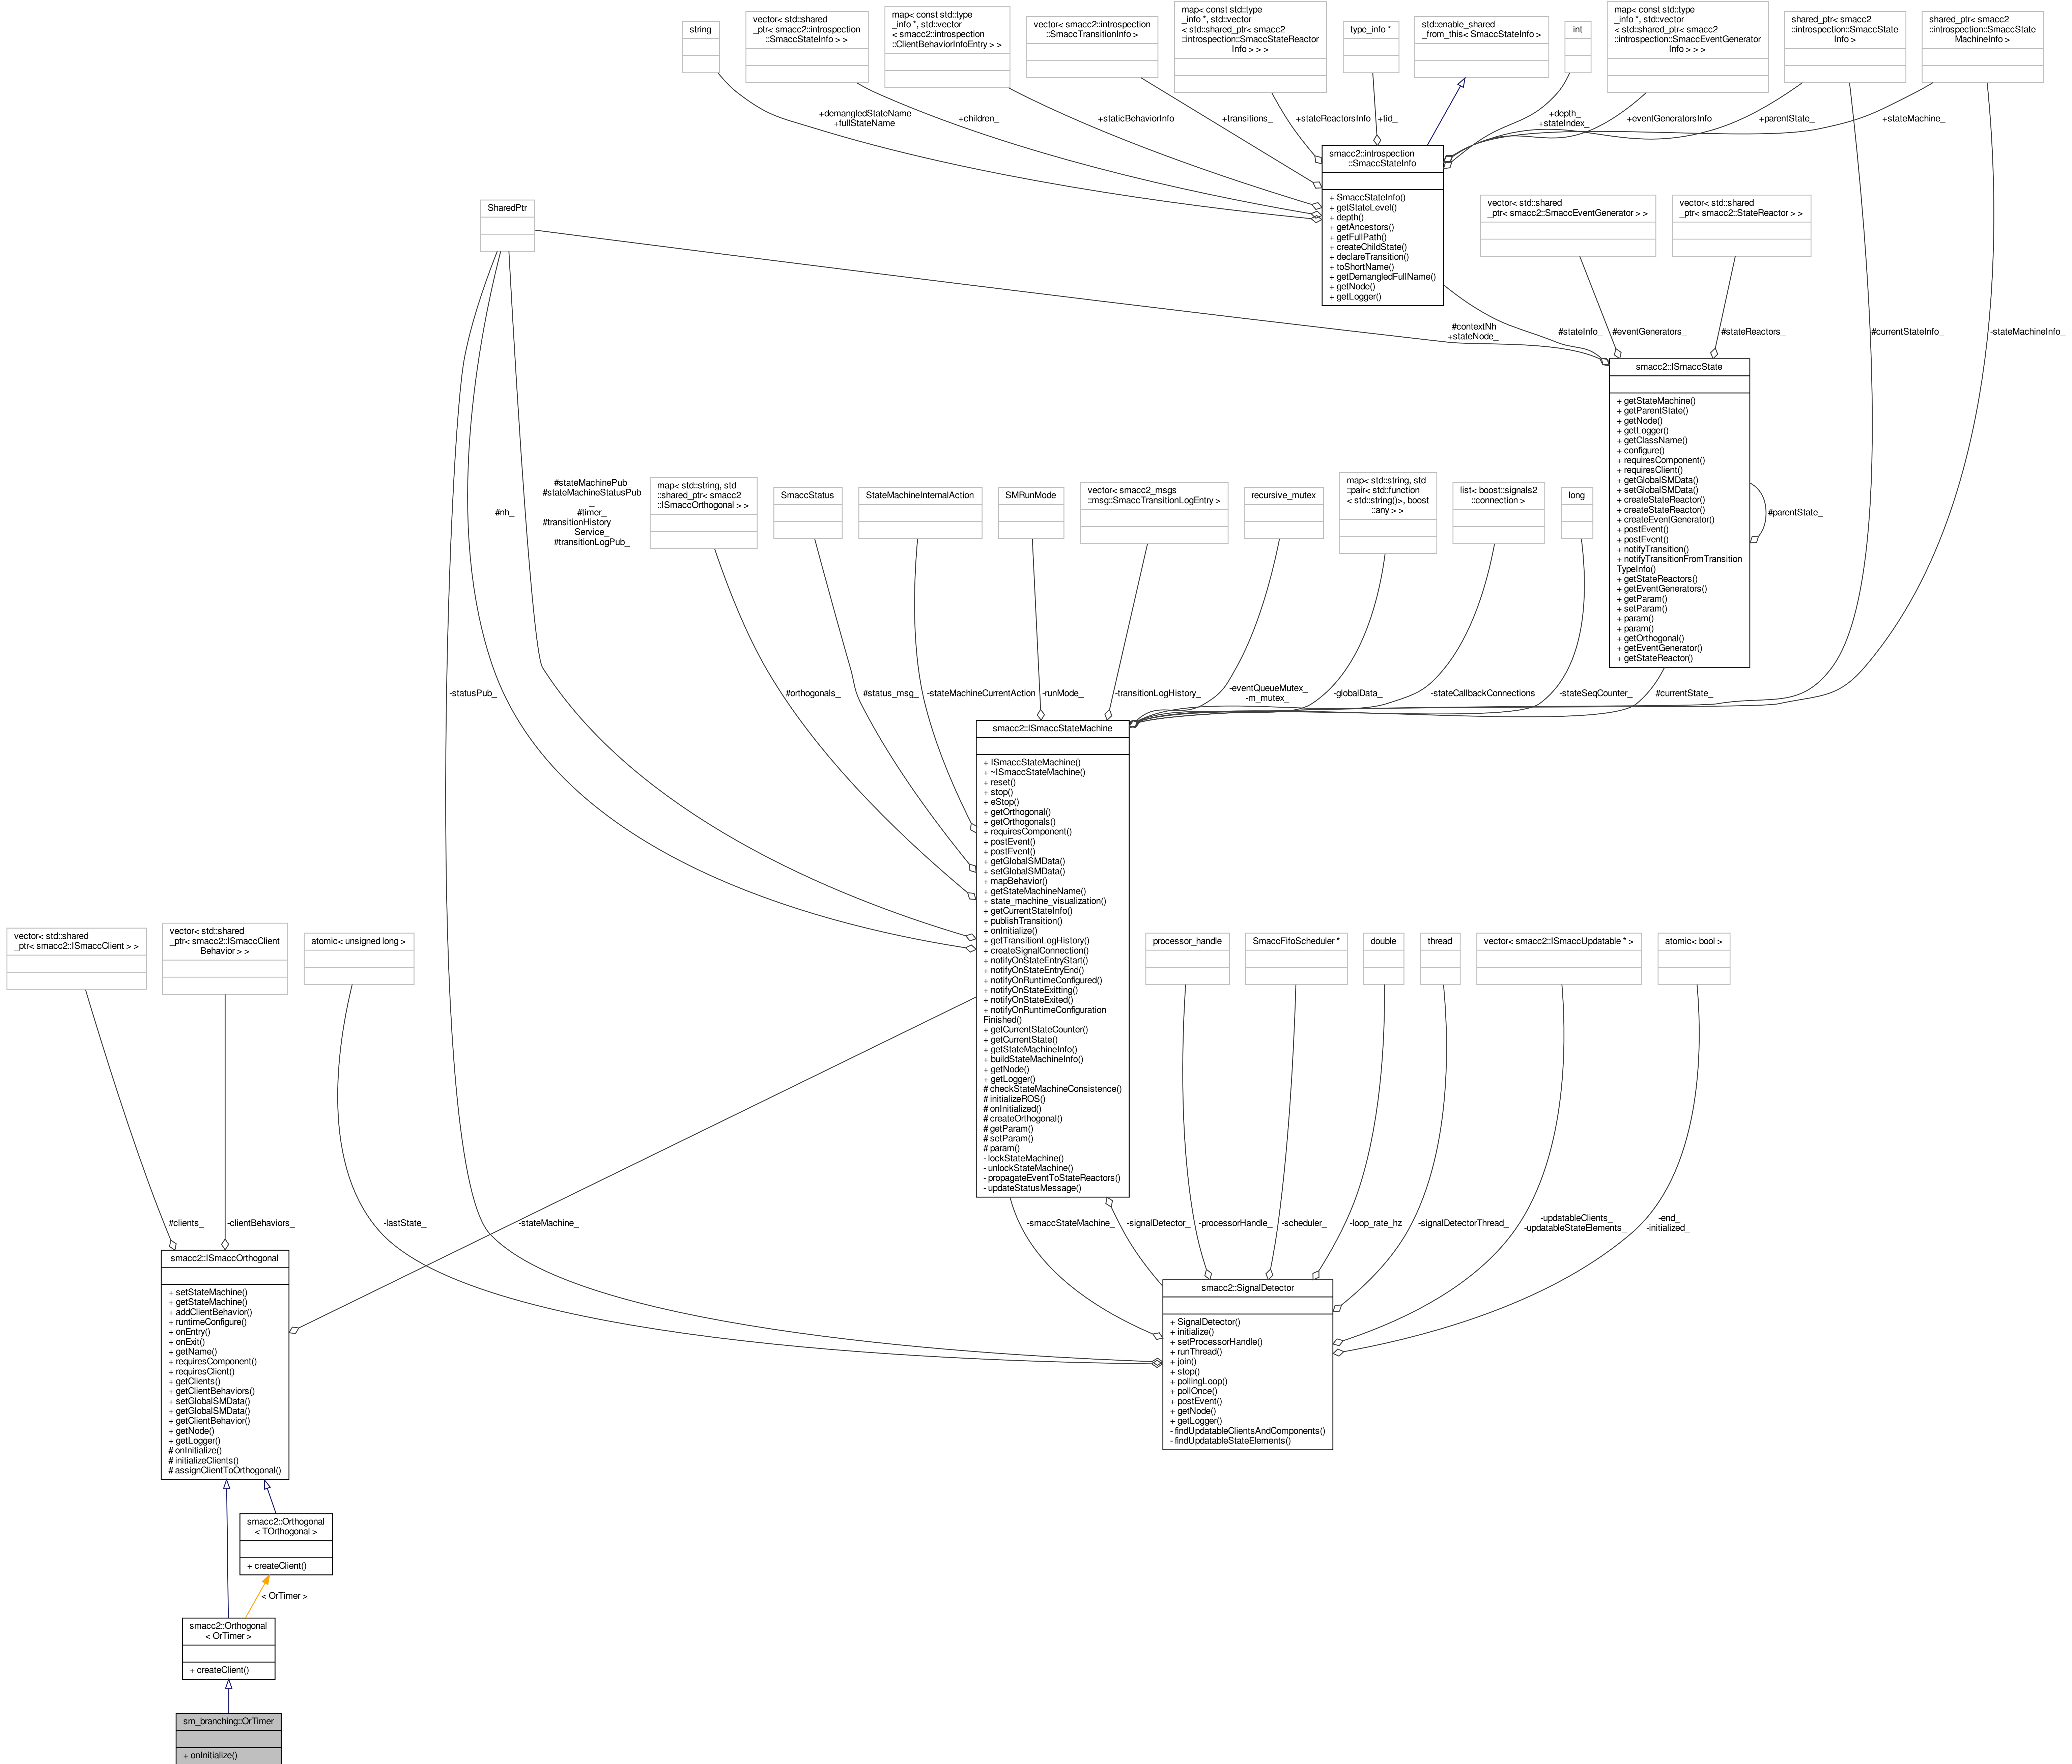 string
vector< std::shared
_ptr< smacc2::introspection
::SmaccStateInfo > >
map< const std::type
_info *, std::vector
< smacc2::introspection
::ClientBehaviorInfoEntry > >
vector< smacc2::introspection
::SmaccTransitionInfo >
map< const std::type
_info *, std::vector
< std::shared_ptr< smacc2
::introspection::SmaccStateReactor
Info > > >
type_info *
std::enable_shared
_from_this< SmaccStateInfo >
int
map< const std::type
_info *, std::vector
< std::shared_ptr< smacc2
::introspection::SmaccEventGenerator
Info > > >
shared_ptr< smacc2
::introspection::SmaccState
Info >
shared_ptr< smacc2
::introspection::SmaccState
MachineInfo >
+demangledStateName
+fullStateName
+children_
+staticBehaviorInfo
+transitions_
+stateReactorsInfo
+tid_
+depth_
+stateIndex_
+eventGeneratorsInfo
+parentState_
+stateMachine_
smacc2::introspection
::SmaccStateInfo
+ SmaccStateInfo()
+ getStateLevel()
+ depth()
+ getAncestors()
+ getFullPath()
+ createChildState()
+ declareTransition()
+ toShortName()
+ getDemangledFullName()
+ getNode()
+ getLogger()
SharedPtr
vector< std::shared
_ptr< smacc2::SmaccEventGenerator > >
vector< std::shared
_ptr< smacc2::StateReactor > >
#contextNh
+stateNode_
#stateInfo_
#eventGenerators_
#stateReactors_
#currentStateInfo_
-stateMachineInfo_
smacc2::ISmaccState
+ getStateMachine()
+ getParentState()
+ getNode()
+ getLogger()
+ getClassName()
+ configure()
+ requiresComponent()
+ requiresClient()
+ getGlobalSMData()
+ setGlobalSMData()
+ createStateReactor()
+ createStateReactor()
+ createEventGenerator()
+ postEvent()
+ postEvent()
+ notifyTransition()
+ notifyTransitionFromTransition
TypeInfo()
+ getStateReactors()
+ getEventGenerators()
+ getParam()
+ setParam()
+ param()
+ param()
+ getOrthogonal()
+ getEventGenerator()
+ getStateReactor()
#parentState_
#nh_
#stateMachinePub_
#stateMachineStatusPub
_
#timer_
#transitionHistory
Service_
#transitionLogPub_
map< std::string, std
::shared_ptr< smacc2
::ISmaccOrthogonal > >
SmaccStatus
StateMachineInternalAction
SMRunMode
vector< smacc2_msgs
::msg::SmaccTransitionLogEntry >
recursive_mutex
map< std::string, std
::pair< std::function
< std::string()>, boost
::any > >
list< boost::signals2
::connection >
long
-statusPub_
#orthogonals_
#status_msg_
-stateMachineCurrentAction
-runMode_
-transitionLogHistory_
-eventQueueMutex_
-m_mutex_
-globalData_
-stateCallbackConnections
-stateSeqCounter_
#currentState_
smacc2::ISmaccStateMachine
+ ISmaccStateMachine()
+ ~ISmaccStateMachine()
+ reset()
+ stop()
+ eStop()
+ getOrthogonal()
+ getOrthogonals()
+ requiresComponent()
+ postEvent()
+ postEvent()
+ getGlobalSMData()
+ setGlobalSMData()
+ mapBehavior()
+ getStateMachineName()
+ state_machine_visualization()
+ getCurrentStateInfo()
+ publishTransition()
+ onInitialize()
+ getTransitionLogHistory()
+ createSignalConnection()
+ notifyOnStateEntryStart()
+ notifyOnStateEntryEnd()
+ notifyOnRuntimeConfigured()
+ notifyOnStateExitting()
+ notifyOnStateExited()
+ notifyOnRuntimeConfiguration
Finished()
+ getCurrentStateCounter()
+ getCurrentState()
+ getStateMachineInfo()
+ buildStateMachineInfo()
+ getNode()
+ getLogger()
# checkStateMachineConsistence()
# initializeROS()
# onInitialized()
# createOrthogonal()
# getParam()
# setParam()
# param()
- lockStateMachine()
- unlockStateMachine()
- propagateEventToStateReactors()
- updateStatusMessage()
vector< std::shared
_ptr< smacc2::ISmaccClient > >
vector< std::shared
_ptr< smacc2::ISmaccClient
Behavior > >
atomic< unsigned long >
processor_handle
SmaccFifoScheduler *
double
thread
vector< smacc2::ISmaccUpdatable * >
atomic< bool >
#clients_
-clientBehaviors_
-lastState_
-stateMachine_
-smaccStateMachine_
-signalDetector_
-processorHandle_
-scheduler_
-loop_rate_hz
-signalDetectorThread_
-updatableClients_
-updatableStateElements_
-end_
-initialized_
smacc2::ISmaccOrthogonal
+ setStateMachine()
+ getStateMachine()
+ addClientBehavior()
+ runtimeConfigure()
+ onEntry()
+ onExit()
+ getName()
+ requiresComponent()
+ requiresClient()
+ getClients()
+ getClientBehaviors()
+ setGlobalSMData()
+ getGlobalSMData()
+ getClientBehavior()
+ getNode()
+ getLogger()
# onInitialize()
# initializeClients()
# assignClientToOrthogonal()
smacc2::SignalDetector
+ SignalDetector()
+ initialize()
+ setProcessorHandle()
+ runThread()
+ join()
+ stop()
+ pollingLoop()
+ pollOnce()
+ postEvent()
+ getNode()
+ getLogger()
- findUpdatableClientsAndComponents()
- findUpdatableStateElements()
smacc2::Orthogonal
< TOrthogonal >
+ createClient()
< OrTimer >
smacc2::Orthogonal
< OrTimer >
+ createClient()
sm_branching::OrTimer
+ onInitialize()